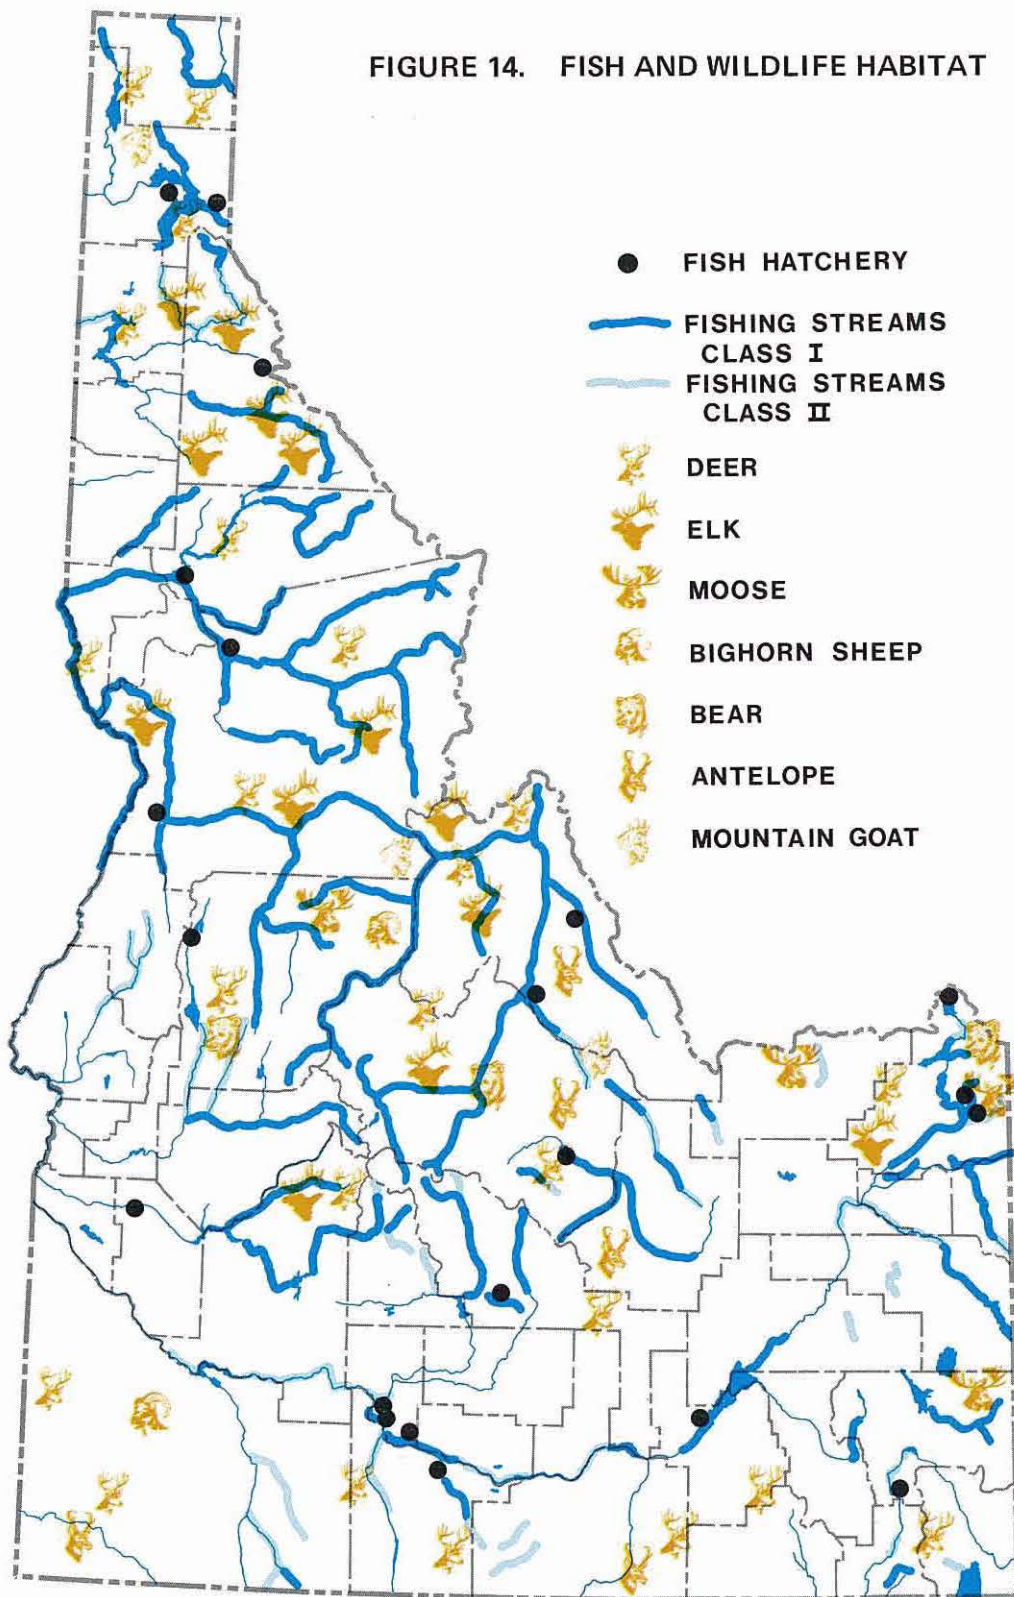 FIGURE 14. FISH AND WILDLIFE HABITAT
FISH HATCHERY
FISHING STREAMS
CLASS I
FISHING STREAMS
CLASS II
DEER
ELK
MOOSE
BIGHORN SHEEP
BEAR
ANTELOPE
MOUNTAIN GOAT